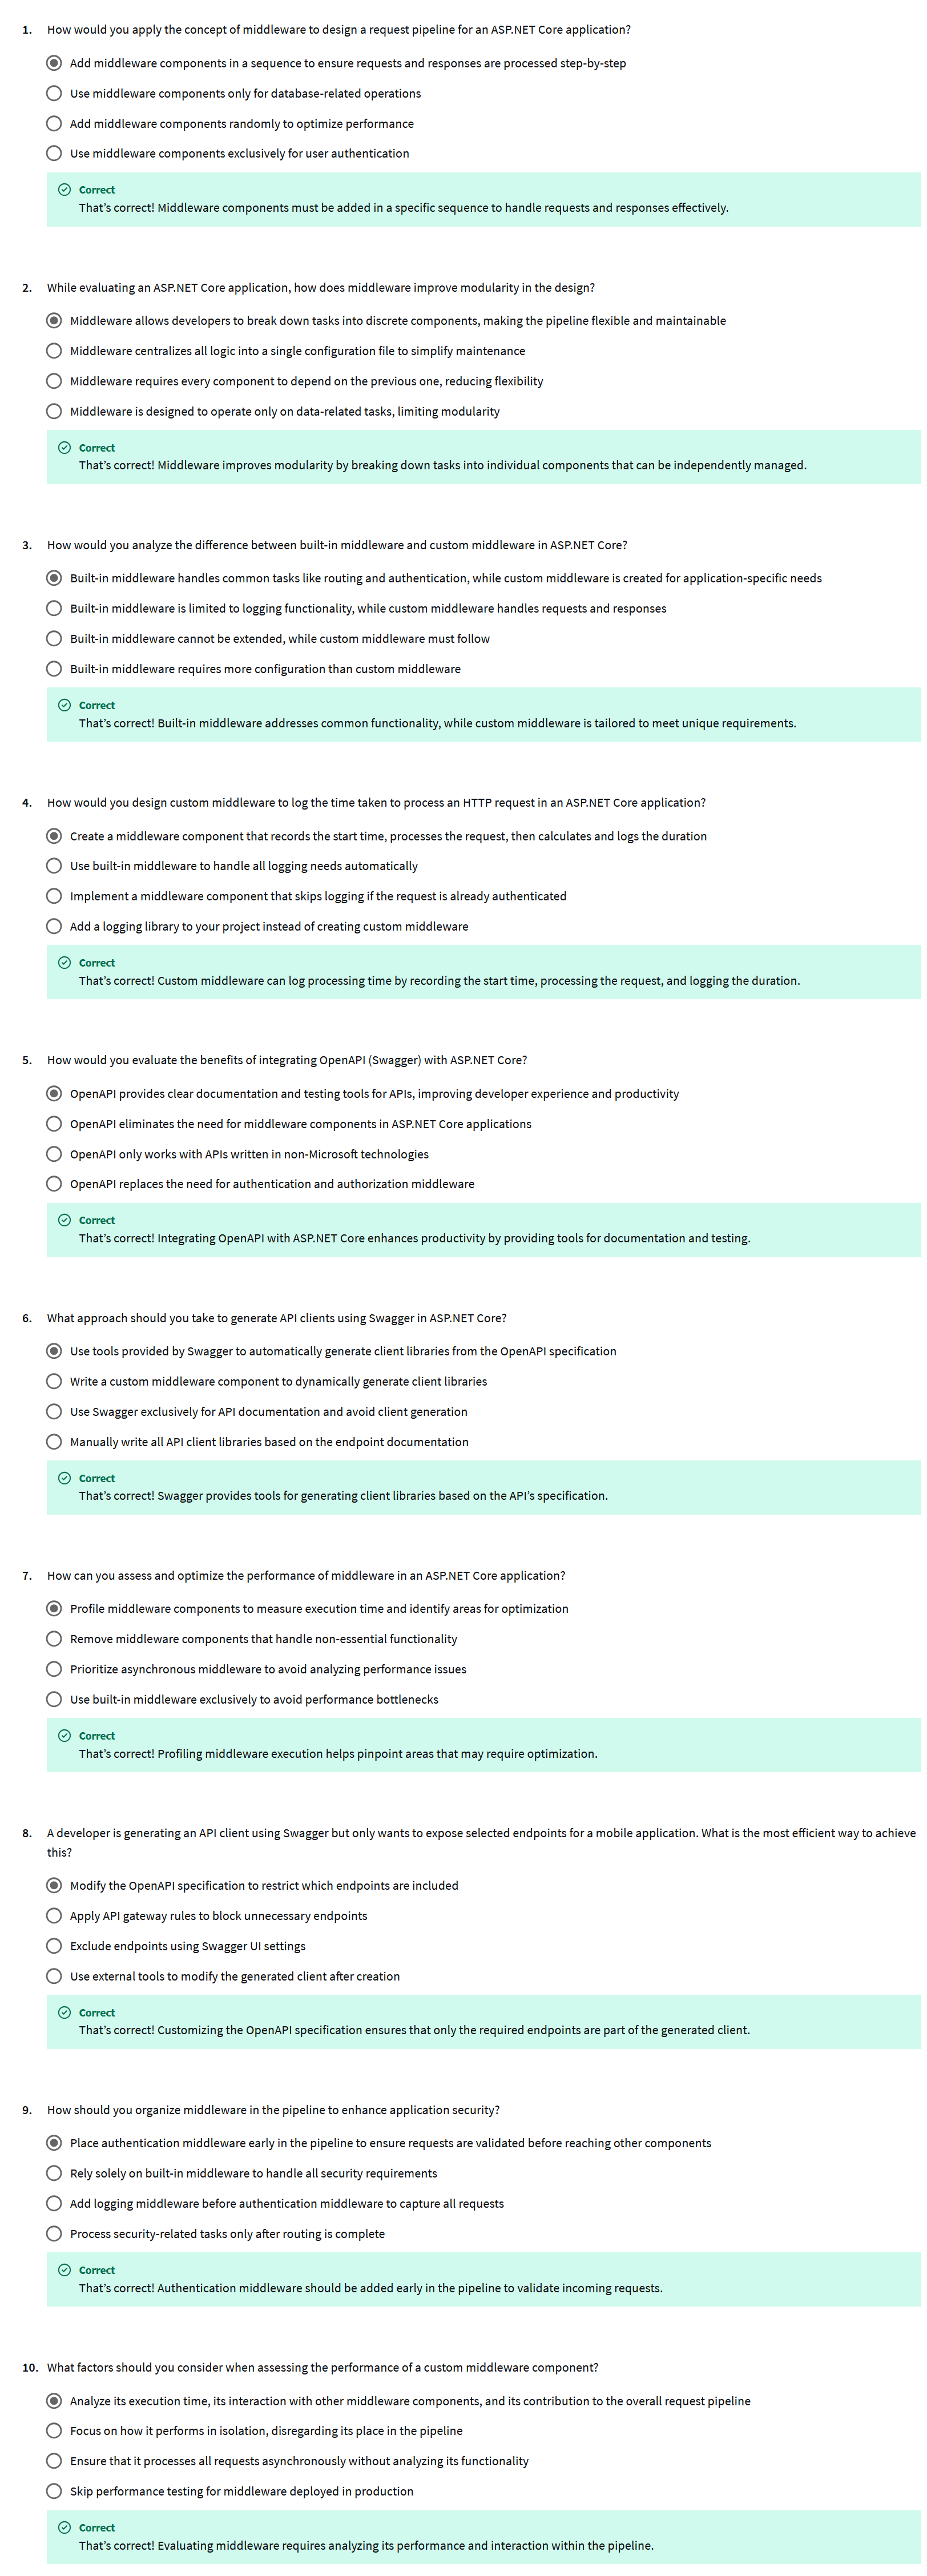 1. How would you apply the concept of middleware to design a request pipeline for an ASP.NET Core application?
Add middleware components in a sequence to ensure requests and responses are processed step-by-step
Use middleware components only for database-related operations
Add middleware components randomly to optimize performance
Use middleware components exclusively for user authentication
Correct
That's correct! Middleware components must be added in a specific sequence to handle requests and responses effectively.
2. While evaluating an ASP.NET Core application, how does middleware improve modularity in the design?
Middleware allows developers to break down tasks into discrete components, making the pipeline flexible and maintainable
Middleware centralizes all logic into a single configuration file to simplify maintenance
Middleware requires every component to depend on the previous one, reducing flexibility
Middleware is designed to operate only on data-related tasks, limiting modularity
Correct
That's correct! Middleware improves modularity by breaking down tasks into individual components that can be independently managed.
3. How would you analyze the difference between built-in middleware and custom middleware in ASP.NET Core?
Built-in middleware handles common tasks like routing and authentication, while custom middleware is created for application-specific needs
Built-in middleware is limited to logging functionality, while custom middleware handles requests and responses
Built-in middleware cannot be extended, while custom middleware must follow
Built-in middleware requires more configuration than custom middleware
Correct
That's correct! Built-in middleware addresses common functionality, while custom middleware is tailored to meet unique requirements.
4. How would you design custom middleware to log the time taken to process an HTTP request in an ASP.NET Core application?
Create a middleware component that records the start time, processes the request, then calculates and logs the duration
Use built-in middleware to handle all logging needs automatically
Implement a middleware component that skips logging if the request is already authenticated
Add a logging library to your project instead of creating custom middleware
Correct
That's correct! Custom middleware can log processing time by recording the start time, processing the request, and logging the duration.
5. How would you evaluate the benefits of integrating OpenAPI (Swagger) with ASP.NET Core?
OpenAPI provides clear documentation and testing tools for APIs, improving developer experience and productivity
OpenAPI eliminates the need for middleware components in ASP.NET Core applications
OpenAPI only works with APIs written in non-Microsoft technologies
OpenAPI replaces the need for authentication and authorization middleware
Correct
That's correct! Integrating OpenAPI with ASP.NET Core enhances productivity by providing tools for documentation and testing.
6. What approach should you take to generate API clients using Swagger in ASP.NET Core?
Use tools provided by Swagger to automatically generate client libraries from the OpenAPI specification
Write a custom middleware component to dynamically generate client libraries
Use Swagger exclusively for API documentation and avoid client generation
Manually write all API client libraries based on the endpoint documentation
Correct
That's correct! Swagger provides tools for generating client libraries based on the API's specification.
7. How can you assess and optimize the performance of middleware in an ASP.NET Core application?
Profile middleware components to measure execution time and identify areas for optimization
Remove middleware components that handle non-essential functionality
Prioritize asynchronous middleware to avoid analyzing performance issues
Use built-in middleware exclusively to avoid performance bottlenecks
Correct
That's correct! Profiling middleware execution helps pinpoint areas that may require optimization.
8. A developer is generating an API client using Swagger but only wants to expose selected endpoints for a mobile application. What is the most efficient way to achieve
this?
Modify the OpenAPI specification to restrict which endpoints are included
Apply API gateway rules to block unnecessary endpoints
Exclude endpoints using Swagger UI settings
Use external tools to modify the generated client after creation
Correct
That's correct! Customizing the OpenAPI specification ensures that only the required endpoints are part of the generated client.
9. How should you organize middleware in the pipeline to enhance application security?
Place authentication middleware early in the pipeline to ensure requests are validated before reaching other components
Rely solely on built-in middleware to handle all security requirements
Add logging middleware before authentication middleware to capture all requests
Process security-related tasks only after routing is complete
Correct
That's correct! Authentication middleware should be added early in the pipeline to validate incoming requests.
10. What factors should you consider when assessing the performance of a custom middleware component?
Analyze its execution time, its interaction with other middleware components, and its contribution to the overall request pipeline
Focus on how it performs in isolation, disregarding its place in the pipeline
Ensure that it processes all requests asynchronously without analyzing its functionality
Skip performance testing for middleware deployed in production
Correct
That's correct! Evaluating middleware requires analyzing its performance and interaction within the pipeline.